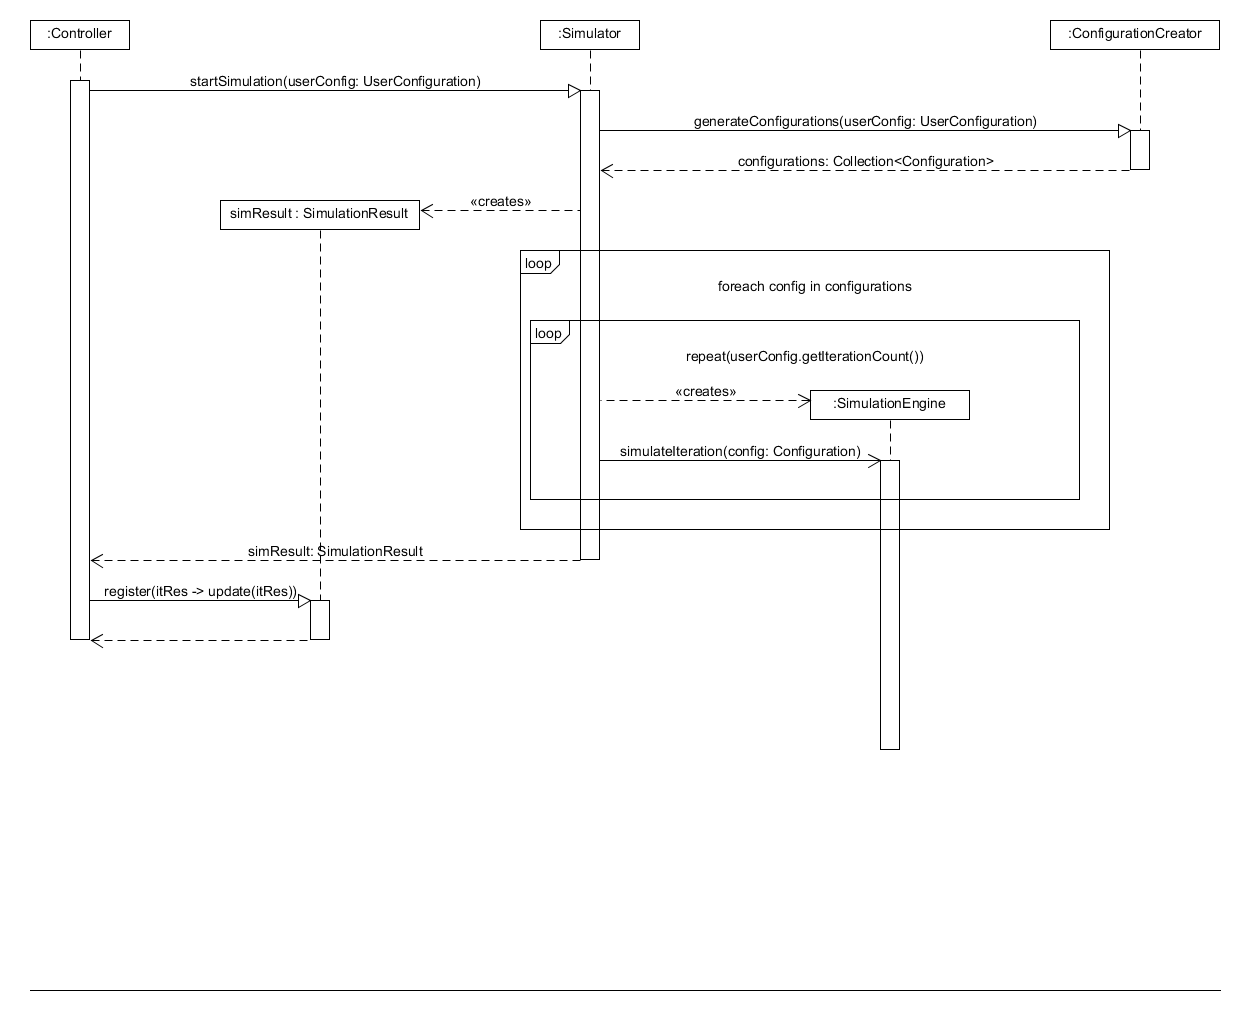 :Controller
:Simulator
:ConfigurationCreator
startSimulation(userConfig: UserConfiguration)
generateConfigurations(userConfig: UserConfiguration)
configurations: Collection<Configuration>
«creates»
simResult : SimulationResult
loop
foreach config in configurations
loop
repeat(userConfig.getIterationCount())
«creates»
:SimulationEngine
simulateIteration(config: Configuration)
simResult: SimulationResult
register(itRes -> update(itRes))